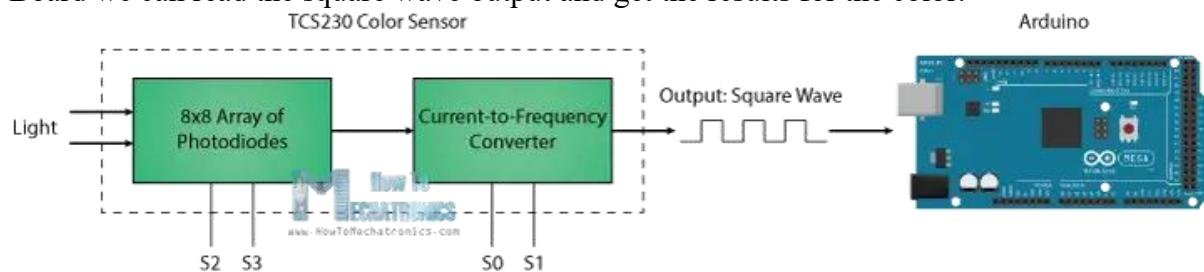 Board we can read the square wave output and get the results for the color.
TCS230 Color Sensor
Arduino
Light
8x8 Array of
Photodiodes
Current-to-Frequency
Converter
Output: Square Wave
MEGA
How To
MECHATRONICS
www.HowToMechatronics.com
S2 S3 S0 S1